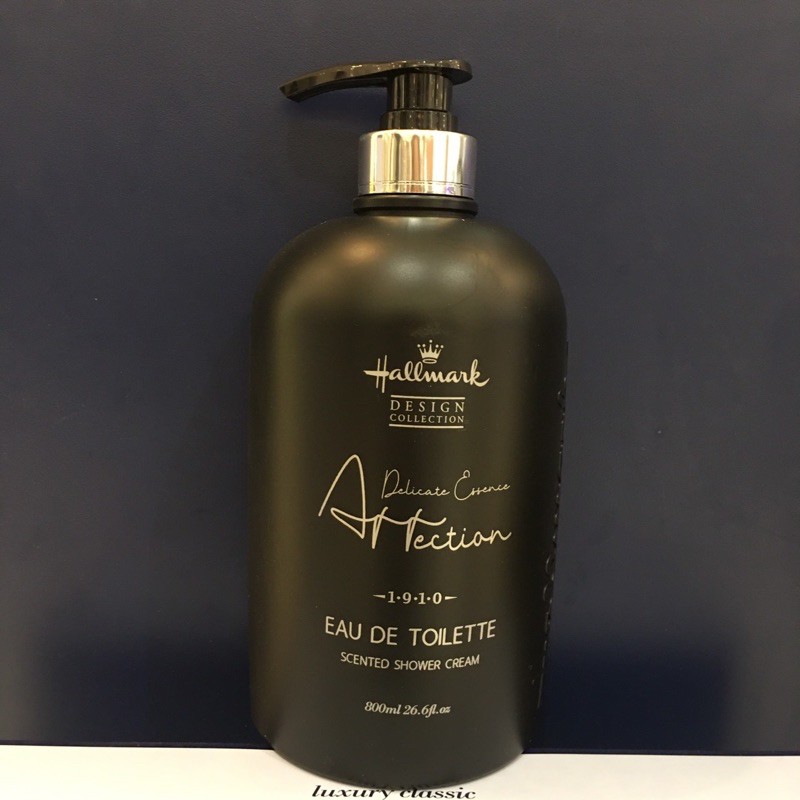 Hallmark
DESIGN
COLLECTION
Delicate Essence
Affection
-1·9·1·0-
EAU DE TOILETTE
SCENTED SHOWER CREAM
800ml 26.6fl.oz
luxury classic